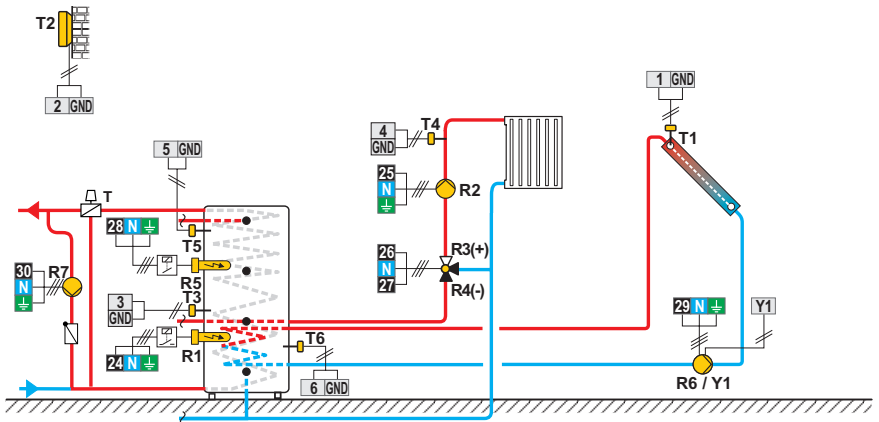 T2
2 GND
1 GND
T1
4
GND
T4
5 GND
25
N
R2
T
28 N
T5
R3(+)
26
N
27
R4(-)
30
N
R7
R5
T3
3
GND
29 N
Y1
T6
R1
24 N
6 GND
R6 / Y1